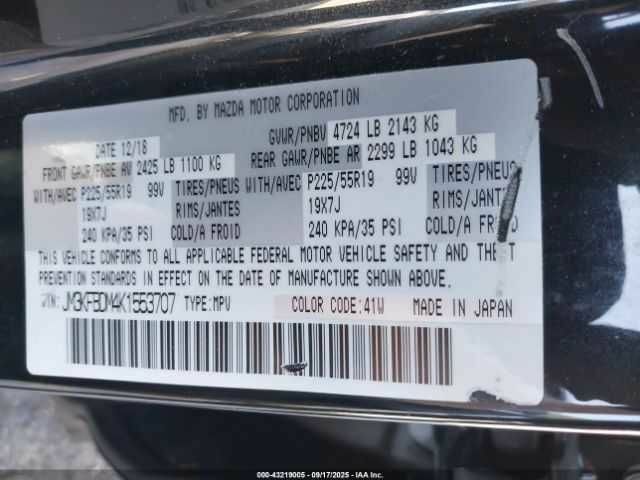 MFD. BY MAZDA MOTOR CORPORATION
DATE 12/18 GVWR/PNBV 4724 LB 2143 KG
FRONT GAWR/PNBE AV 2425 LB 1100 KG REAR GAWR/PNBE AR 2299 LB 1043 KG
WITH/AVEC P225/55R19 99V TIRES/PNEUS WITH/AVEC P225/55R19 99V TIRES/PNEUS
19X7J RIMS/JANTES 19X7J RIMS/JANTES
240 KPA/35 PSI COLD/A FROID 240 KPA/35 PSI COLD/A FROID
THIS VEHICLE CONFORMS TO ALL APPLICABLE FEDERAL MOTOR VEHICLE SAFETY AND THEFT
PREVENTION STANDARDS IN EFFECT ON THE DATE OF MANUFACTURE SHOWN ABOVE.
VIN: JM3KFBDM4K1553707 TYPE:MPV COLOR CODE:41W MADE IN JAPAN
000-43219005 - 09/17/2025 - IAA Inc.